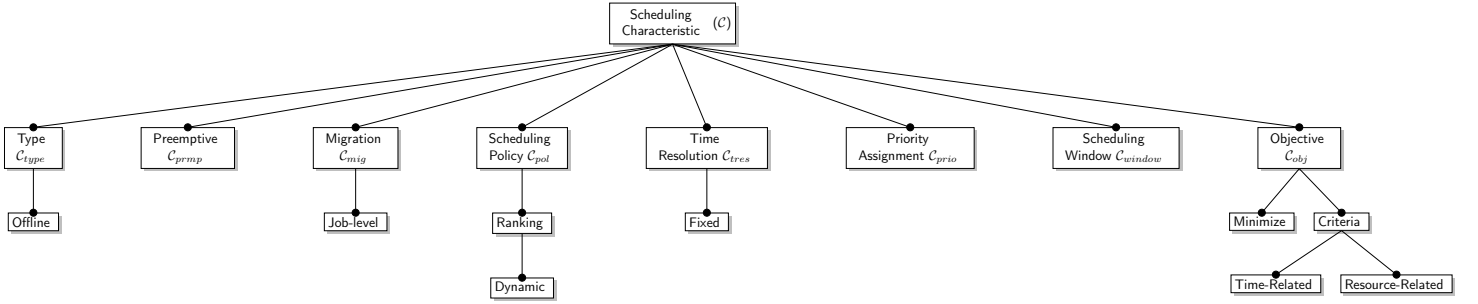 Scheduling
Characteristic (𝒞)
Type
𝒞type
Preemptive
𝒞prmp
Migration
𝒞mig
Scheduling
Policy 𝒞pol
Time
Resolution 𝒞tres
Priority
Assignment 𝒞prio
Scheduling
Window 𝒞window
Objective
𝒞obj
Offline
Job-level
Ranking
Fixed
Minimize
Criteria
Dynamic
Time-Related
Resource-Related